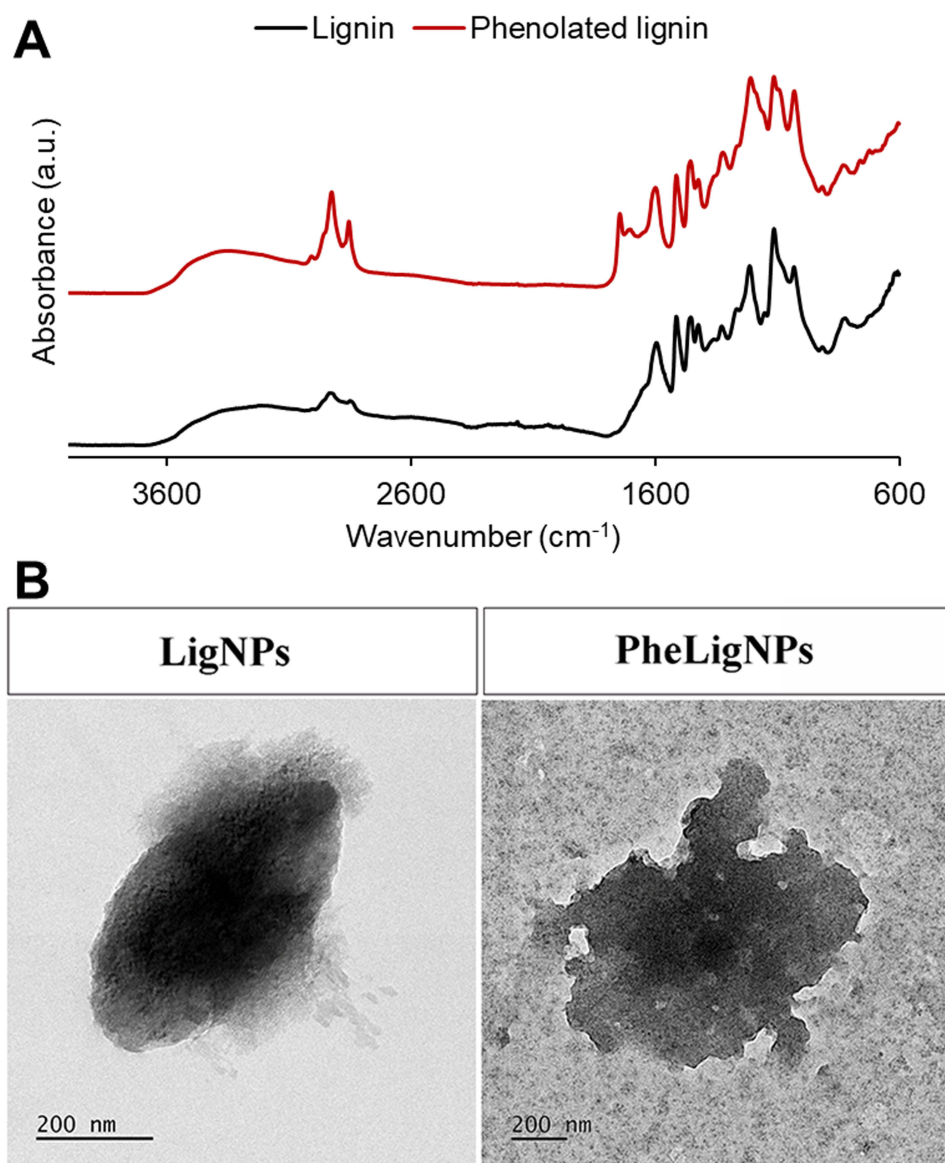 A
Lignin Phenolated lignin
Absorbance (a.u.)
3600 2600 1600 600
Wavenumber (cm⁻¹)
B
LigNPs PheLigNPs
200 nm 200 nm